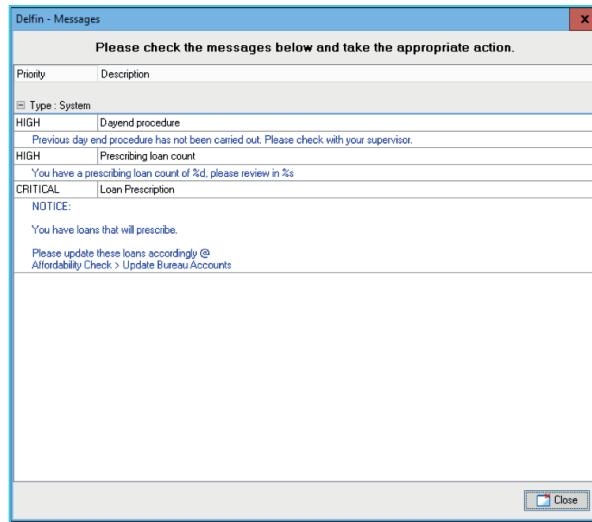 Delfin - Messages
Please check the messages below and take the appropriate action.
Priority Description
Type : System
HIGH Dayend procedure
Previous day end procedure has not been carried out. Please check with your supervisor.
HIGH Prescribing loan count
You have a prescribing loan count of %d, please review in %s
CRITICAL Loan Prescription
NOTICE:
You have loans that will prescribe.
Please update these loans accordingly @
Affordability Check > Update Bureau Accounts
Close